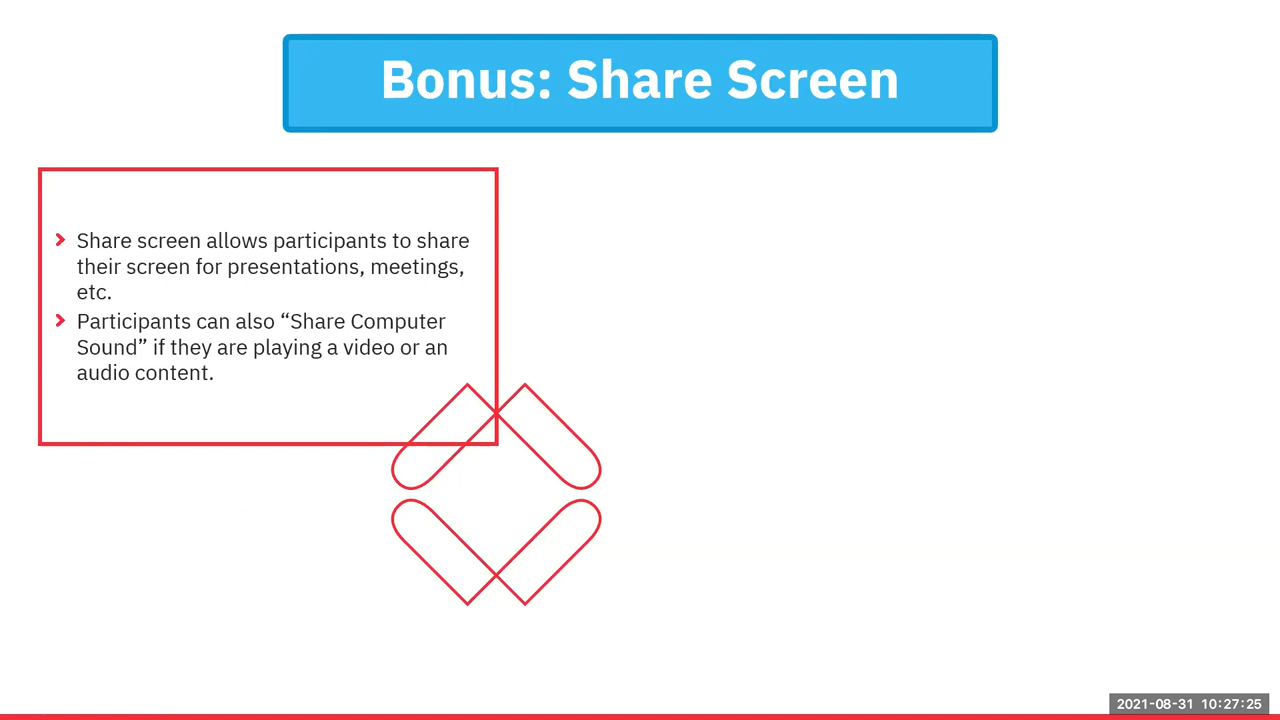 Bonus: Share Screen
Share screen allows participants to share
their screen for presentations, meetings,
etc.
Participants can also “Share Computer
Sound” if they are playing a video or an
audio content.
2021-08-31 10:27:25